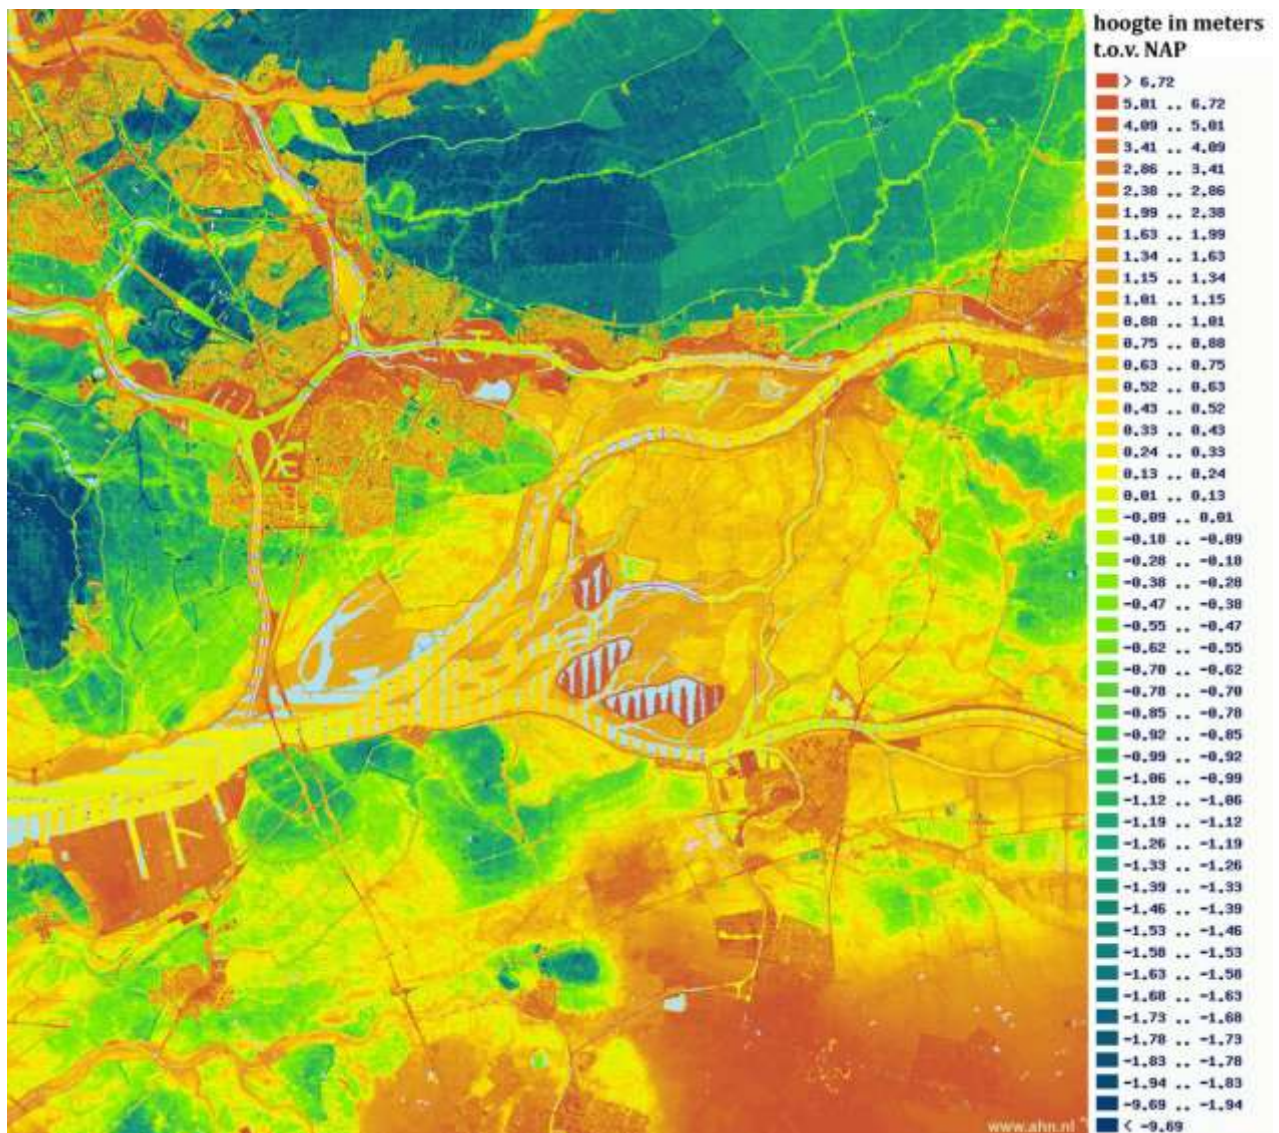 hoogte in meters
t.o.v. NAP
> 6,72
5,01 .. 6,72
4,09 .. 5,01
3,41 .. 4,09
2,86 .. 3,41
2,38 .. 2,86
1,99 .. 2,38
1,63 .. 1,99
1,34 .. 1,63
1,15 .. 1,34
1,01 .. 1,15
0,88 .. 1,01
0,75 .. 0,88
0,63 .. 0,75
0,52 .. 0,63
0,43 .. 0,52
0,33 .. 0,43
0,24 .. 0,33
0,13 .. 0,24
0,01 .. 0,13
-0,09 .. 0,01
-0,18 .. -0,09
-0,28 .. -0,18
-0,38 .. -0,28
-0,47 .. -0,38
-0,55 .. -0,47
-0,62 .. -0,55
-0,70 .. -0,62
-0,78 .. -0,70
-0,85 .. -0,78
-0,92 .. -0,85
-0,99 .. -0,92
-1,06 .. -0,99
-1,12 .. -1,06
-1,19 .. -1,12
-1,26 .. -1,19
-1,33 .. -1,26
-1,39 .. -1,33
-1,46 .. -1,39
-1,53 .. -1,46
-1,58 .. -1,53
-1,63 .. -1,58
-1,68 .. -1,63
-1,73 .. -1,68
-1,78 .. -1,73
-1,83 .. -1,78
-1,94 .. -1,83
-9,69 .. -1,94
< -9,69
www.ahn.nl